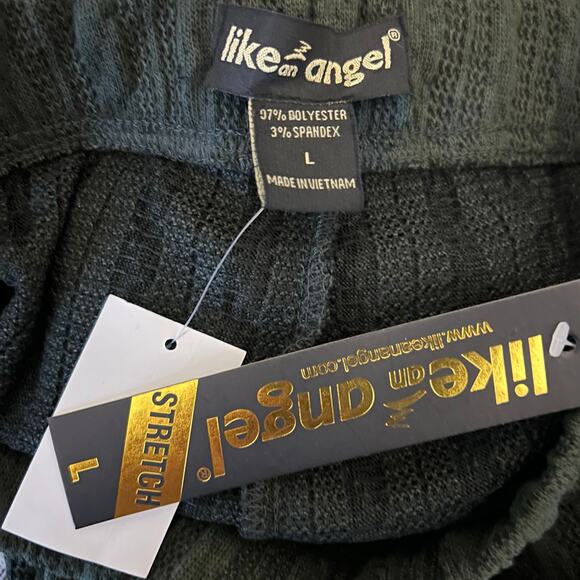 like an angel®
97% POLYESTER
3% SPANDEX
L
MADE IN VIETNAM
like an angel®
www.likeanangel.com
STRETCH
L